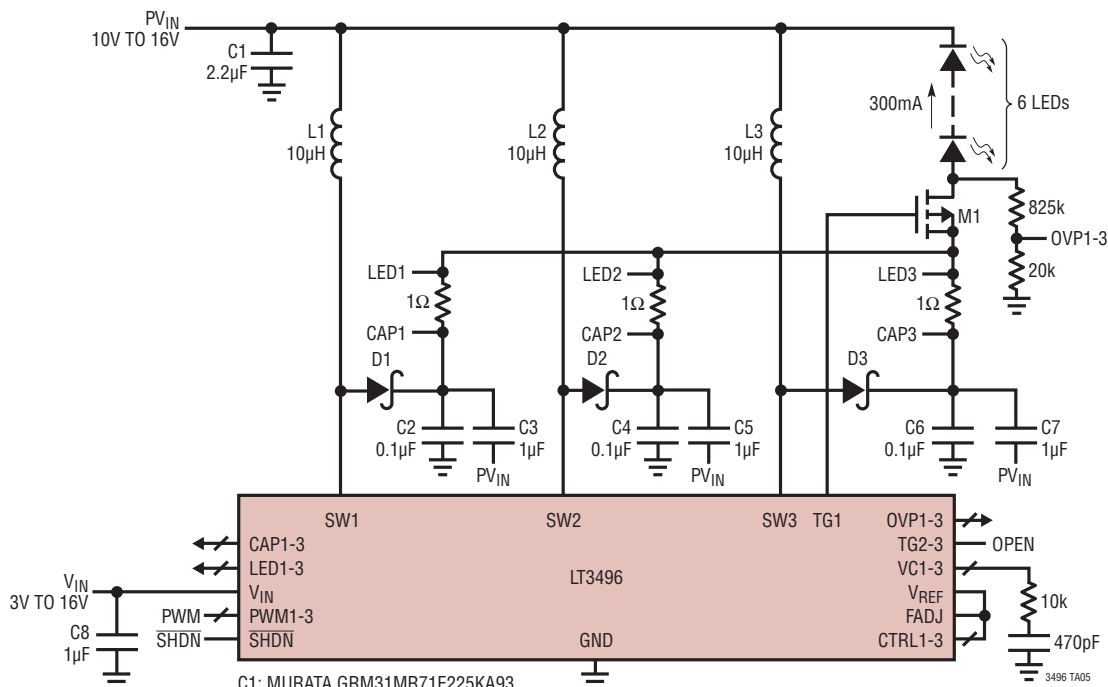 PVIN
10V TO 16V
C1
2.2µF
L1
10µH
L2
10µH
L3
10µH
300mA
6 LEDs
M1
825k
OVP1-3
20k
LED1
1Ω
CAP1
LED2
1Ω
CAP2
LED3
1Ω
CAP3
D1
D2
D3
C2
0.1µF
C3
1µF
PVIN
C4
0.1µF
C5
1µF
PVIN
C6
0.1µF
C7
1µF
PVIN
SW1
SW2
SW3
TG1
OVP1-3
CAP1-3
TG2-3
OPEN
LED1-3
LT3496
VC1-3
VIN
3V TO 16V
VIN
VREF
10k
PWM
PWM1-3
FADJ
C8
1µF
SHDN
SHDN
GND
CTRL1-3
470pF
3496 TA05
C1: MURATA GRM31MR71E225KA93